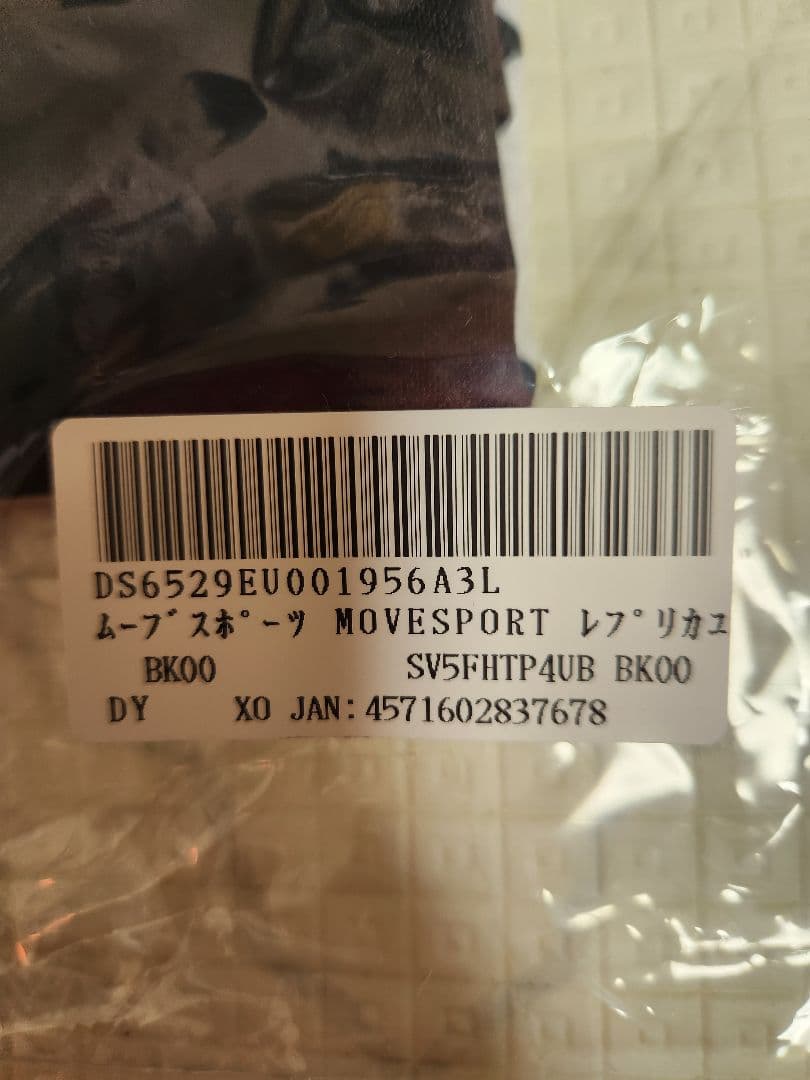 DS6529EU001956A3L
ﾑｰﾌﾞｽﾎﾟｰﾂ MOVESPORT ﾚﾌﾟﾘｶﾕ
BK00 SV5FHTP4UB BK00
DY XO JAN:4571602837678